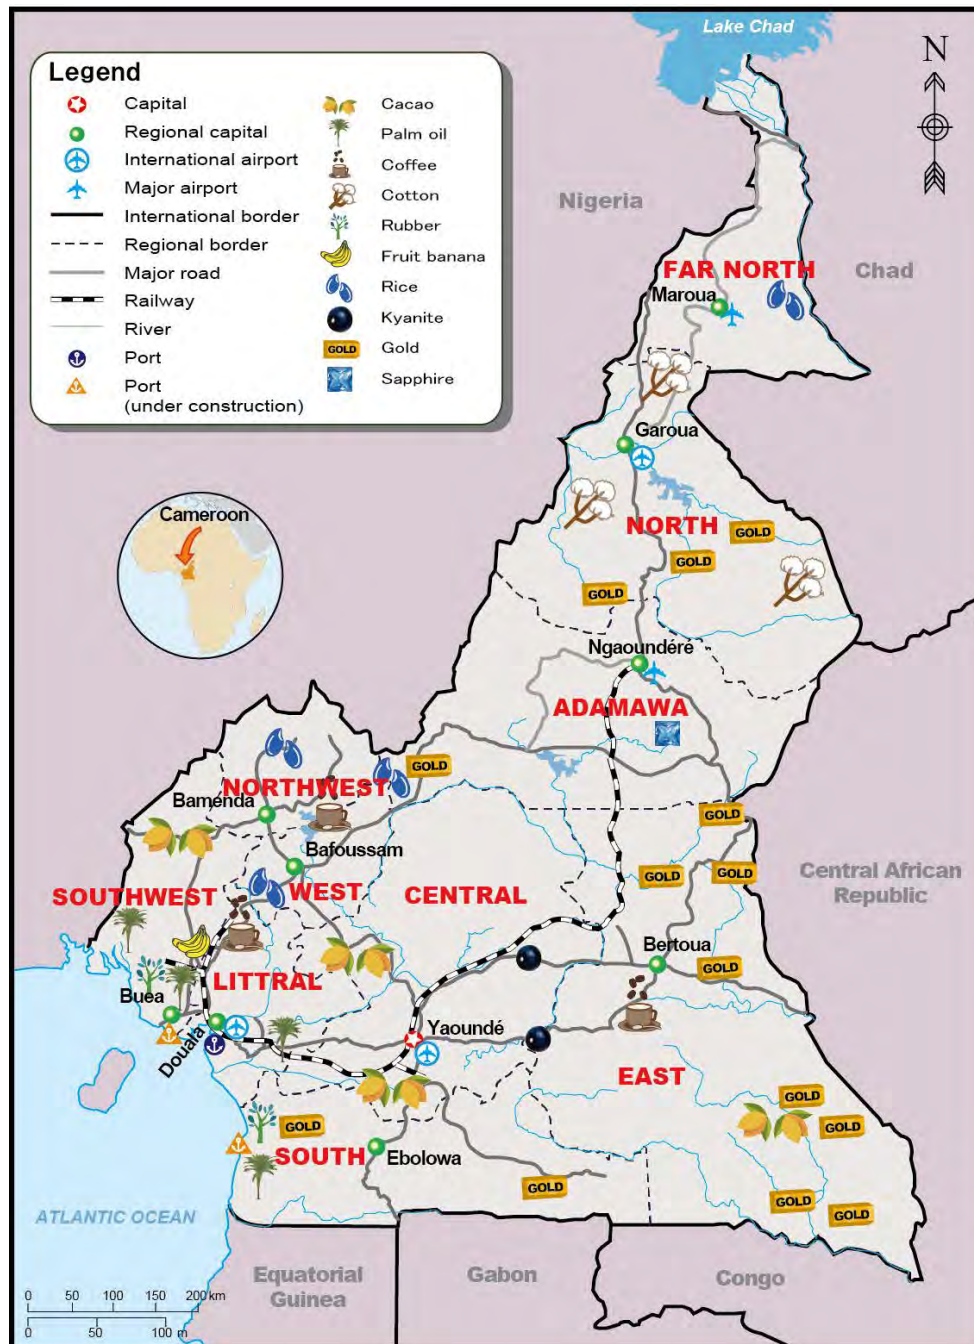 Lake Chad
N
Legend
Capital
Regional capital
International airport
Major airport
International border
Regional border
Major road
Railway
River
Port
Port
(under construction)
Cacao
Palm oil
Coffee
Cotton
Rubber
Fruit banana
Rice
Kyanite
GOLD
Gold
Sapphire
Nigeria
Chad
FAR NORTH
Maroua
Garoua
Cameroon
NORTH
GOLD
GOLD
GOLD
Ngaoundéré
ADAMAWA
GOLD
NORTHWEST
Bamenda
GOLD
Bafoussam
SOUTHWEST
WEST
CENTRAL
GOLD
GOLD
Central African
Republic
Bertoua
GOLD
LITTRAL
Buea
Douala
Yaoundé
EAST
GOLD
GOLD
GOLD
SOUTH
Ebolowa
GOLD
GOLD
GOLD
ATLANTIC OCEAN
Equatorial
Guinea
Gabon
Congo
0 50 100 150 200 km
0 50 100 m